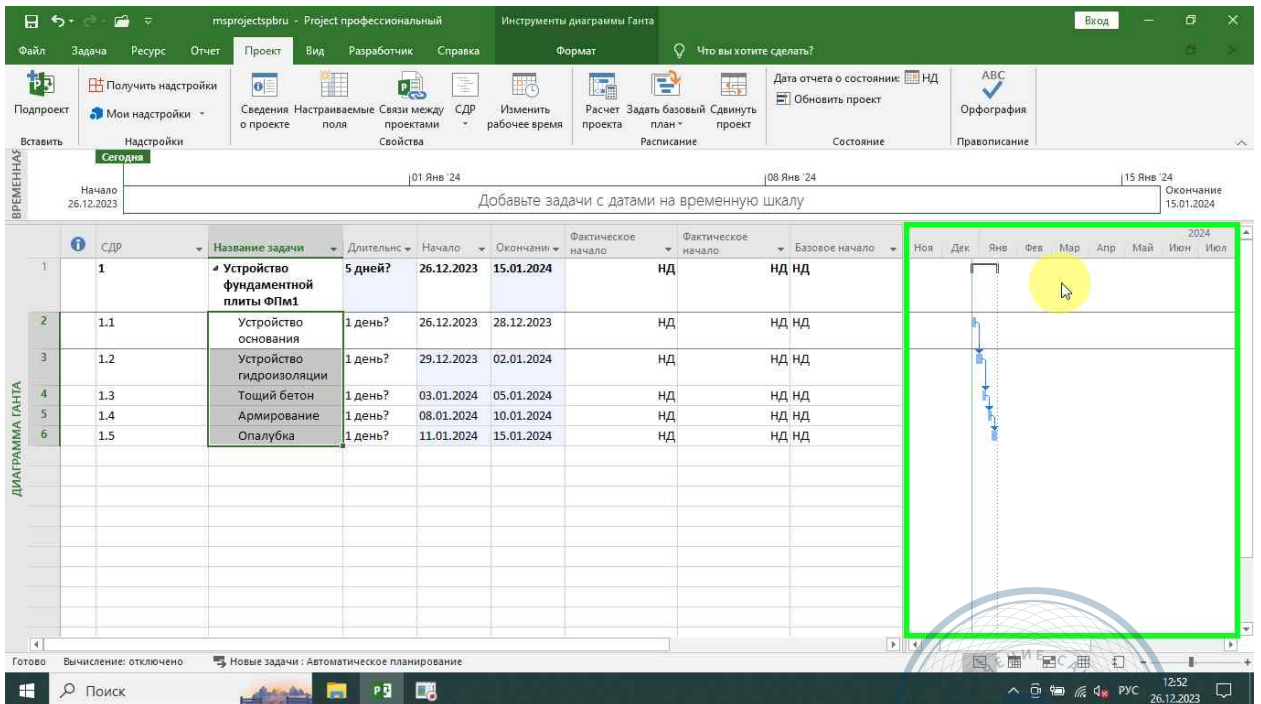 msprojectspbru - Project профессиональный
Инструменты диаграммы Ганта
Вход
Файл Задача Ресурс Отчет Проект Вид Разработчик Справка Формат Что вы хотите сделать?
Подпроект
Получить надстройки
Мои надстройки
Сведения о проекте
Настраиваемые поля
Связи между проектами
СДР
Изменить рабочее время
Расчет проекта
Задать базовый план
Сдвинуть проект
Дата отчета о состоянии: НД
Обновить проект
ABC
Орфография
Вставить Надстройки Свойства Расписание Состояние Правописание
ВРЕМЕННАЯ
Сегодня
01 Янв '24 08 Янв '24 15 Янв '24
Начало
26.12.2023
Добавьте задачи с датами на временную шкалу
Окончание
15.01.2024
СДР Название задачи Длительнс Начало Окончани Фактическое начало Фактическое начало Базовое начало
2024
Ноя Дек Янв Фев Мар Апр Май Июн Июл
1 1 Устройство фундаментной плиты ФПм1 5 дней? 26.12.2023 15.01.2024 НД НД НД
2 1.1 Устройство основания 1 день? 26.12.2023 28.12.2023 НД НД НД
3 1.2 Устройство гидроизоляции 1 день? 29.12.2023 02.01.2024 НД НД НД
4 1.3 Тощий бетон 1 день? 03.01.2024 05.01.2024 НД НД НД
5 1.4 Армирование 1 день? 08.01.2024 10.01.2024 НД НД НД
6 1.5 Опалубка 1 день? 11.01.2024 15.01.2024 НД НД НД
ДИАГРАММА ГАНТА
Готово Вычисление: отключено Новые задачи : Автоматическое планирование
Поиск
РУС
12:52
26.12.2023